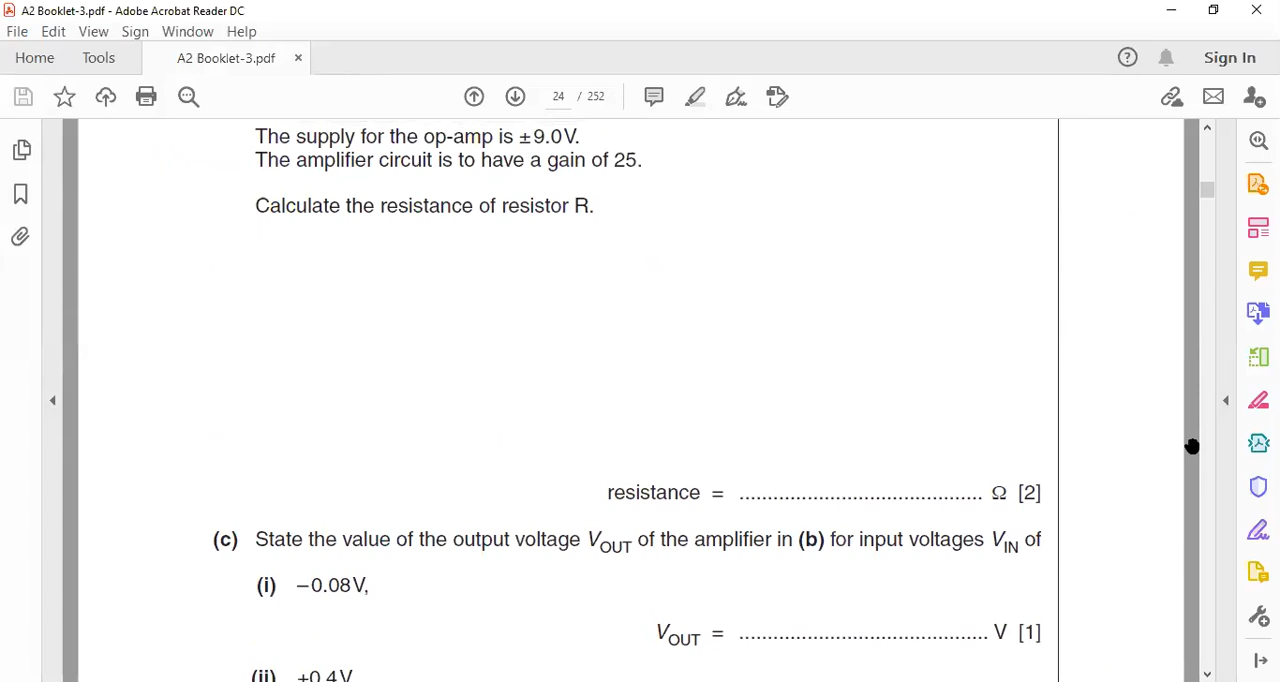 A2 Booklet-3.pdf - Adobe Acrobat Reader DC
File Edit View Sign Window Help
Home Tools A2 Booklet-3.pdf × Sign In
24 / 252
The supply for the op-amp is ±9.0V.
The amplifier circuit is to have a gain of 25.
Calculate the resistance of resistor R.
resistance = .......................................... Ω [2]
(c) State the value of the output voltage VOUT of the amplifier in (b) for input voltages VIN of
(i) −0.08V,
VOUT = ........................................... V [1]
(ii) +0.4V